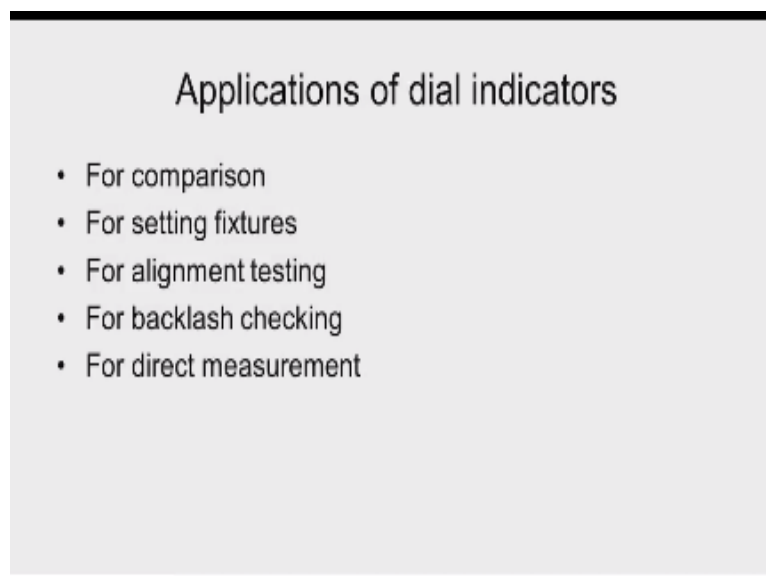 Applications of dial indicators
• For comparison
• For setting fixtures
• For alignment testing
• For backlash checking
• For direct measurement